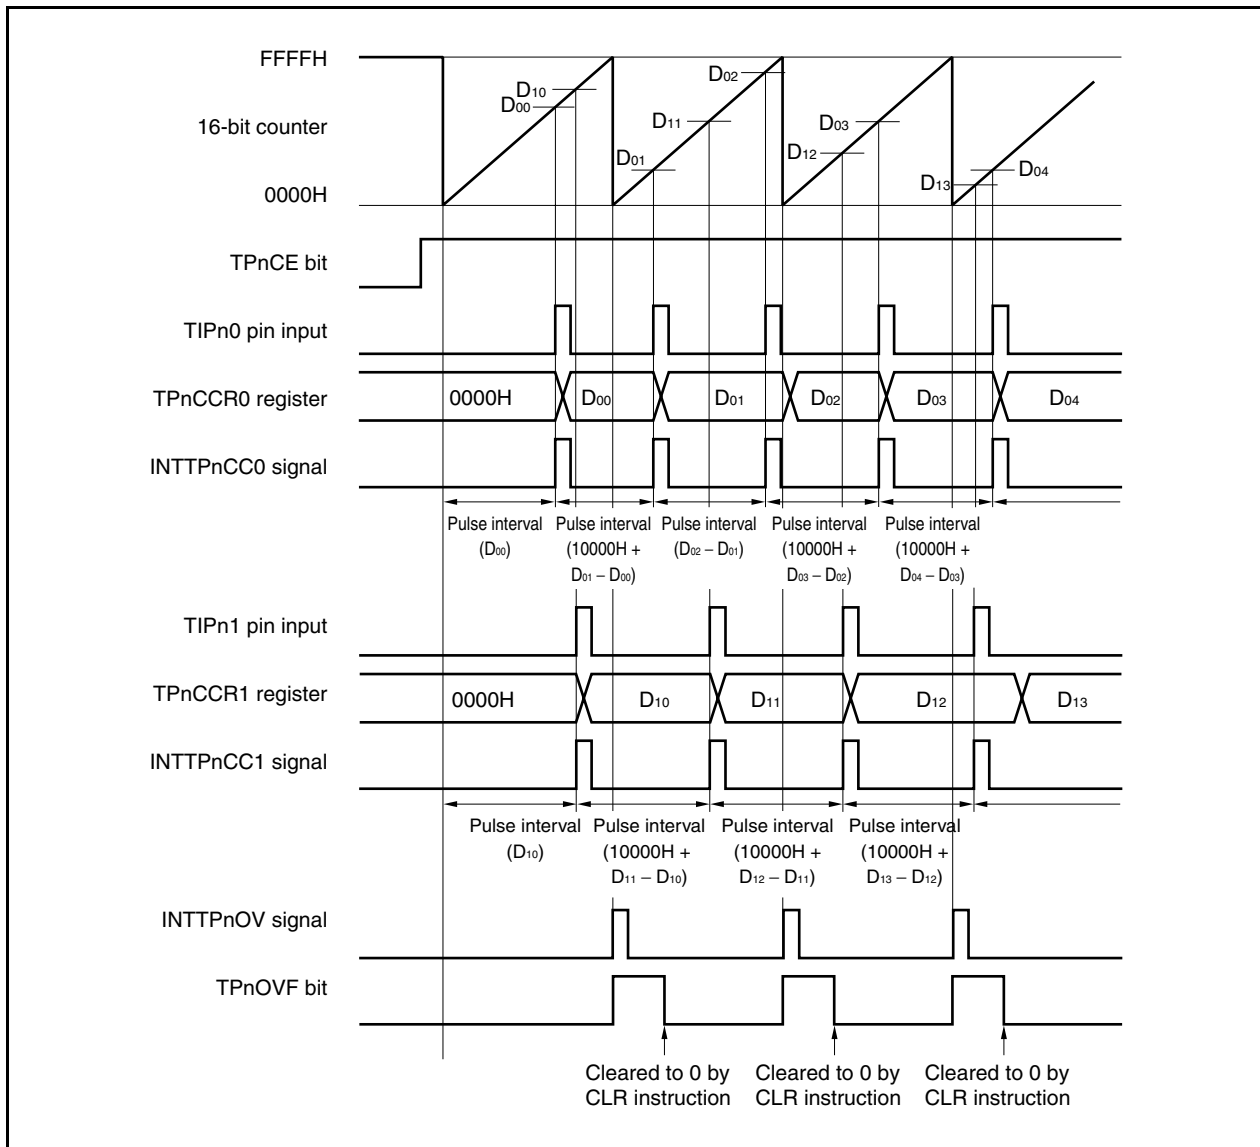 FFFFH
D02
D10
D00
16-bit counter
D11
D03
D12
D01
D04
D13
0000H
TPnCE bit
TIPn0 pin input
TPnCCR0 register
0000H
D00
D01
D02
D03
D04
INTTPnCC0 signal
Pulse interval
(D00)
Pulse interval
(10000H +
D01 – D00)
Pulse interval
(D02 – D01)
Pulse interval
(10000H +
D03 – D02)
Pulse interval
(10000H +
D04 – D03)
TIPn1 pin input
TPnCCR1 register
0000H
D10
D11
D12
D13
INTTPnCC1 signal
Pulse interval
(D10)
Pulse interval
(10000H +
D11 – D10)
Pulse interval
(10000H +
D12 – D11)
Pulse interval
(10000H +
D13 – D12)
INTTPnOV signal
TPnOVF bit
Cleared to 0 by
CLR instruction
Cleared to 0 by
CLR instruction
Cleared to 0 by
CLR instruction